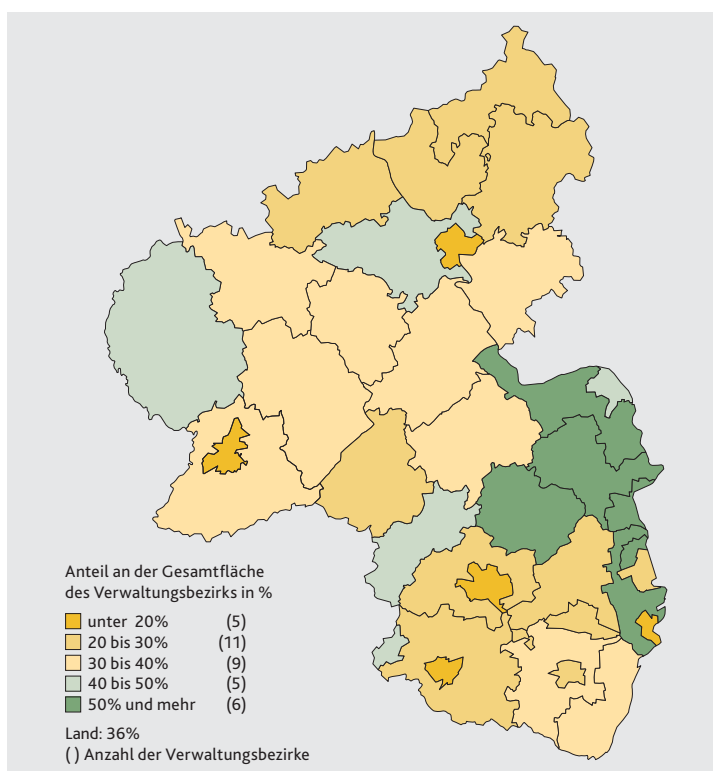 Anteil an der Gesamtfläche
des Verwaltungsbezirks in %
unter 20% (5)
20 bis 30% (11)
30 bis 40% (9)
40 bis 50% (5)
50% und mehr (6)
Land: 36%
( ) Anzahl der Verwaltungsbezirke